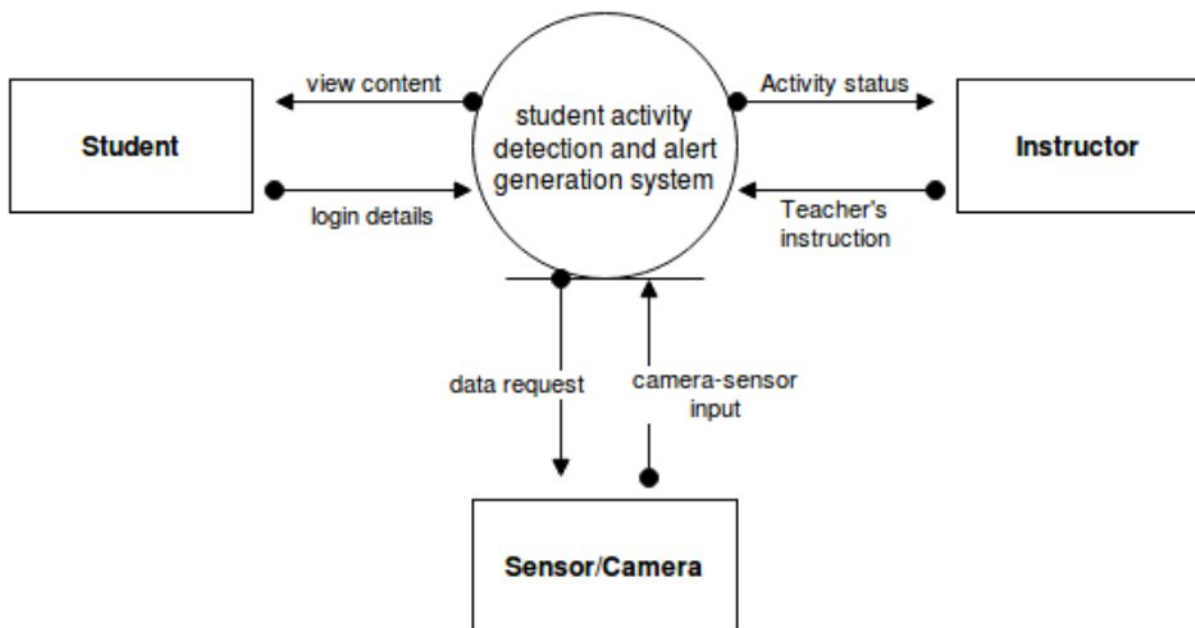 view content
Activity status
student activity
detection and alert
generation system
Student
Instructor
login details
Teacher's
instruction
data request
camera-sensor
input
Sensor/Camera